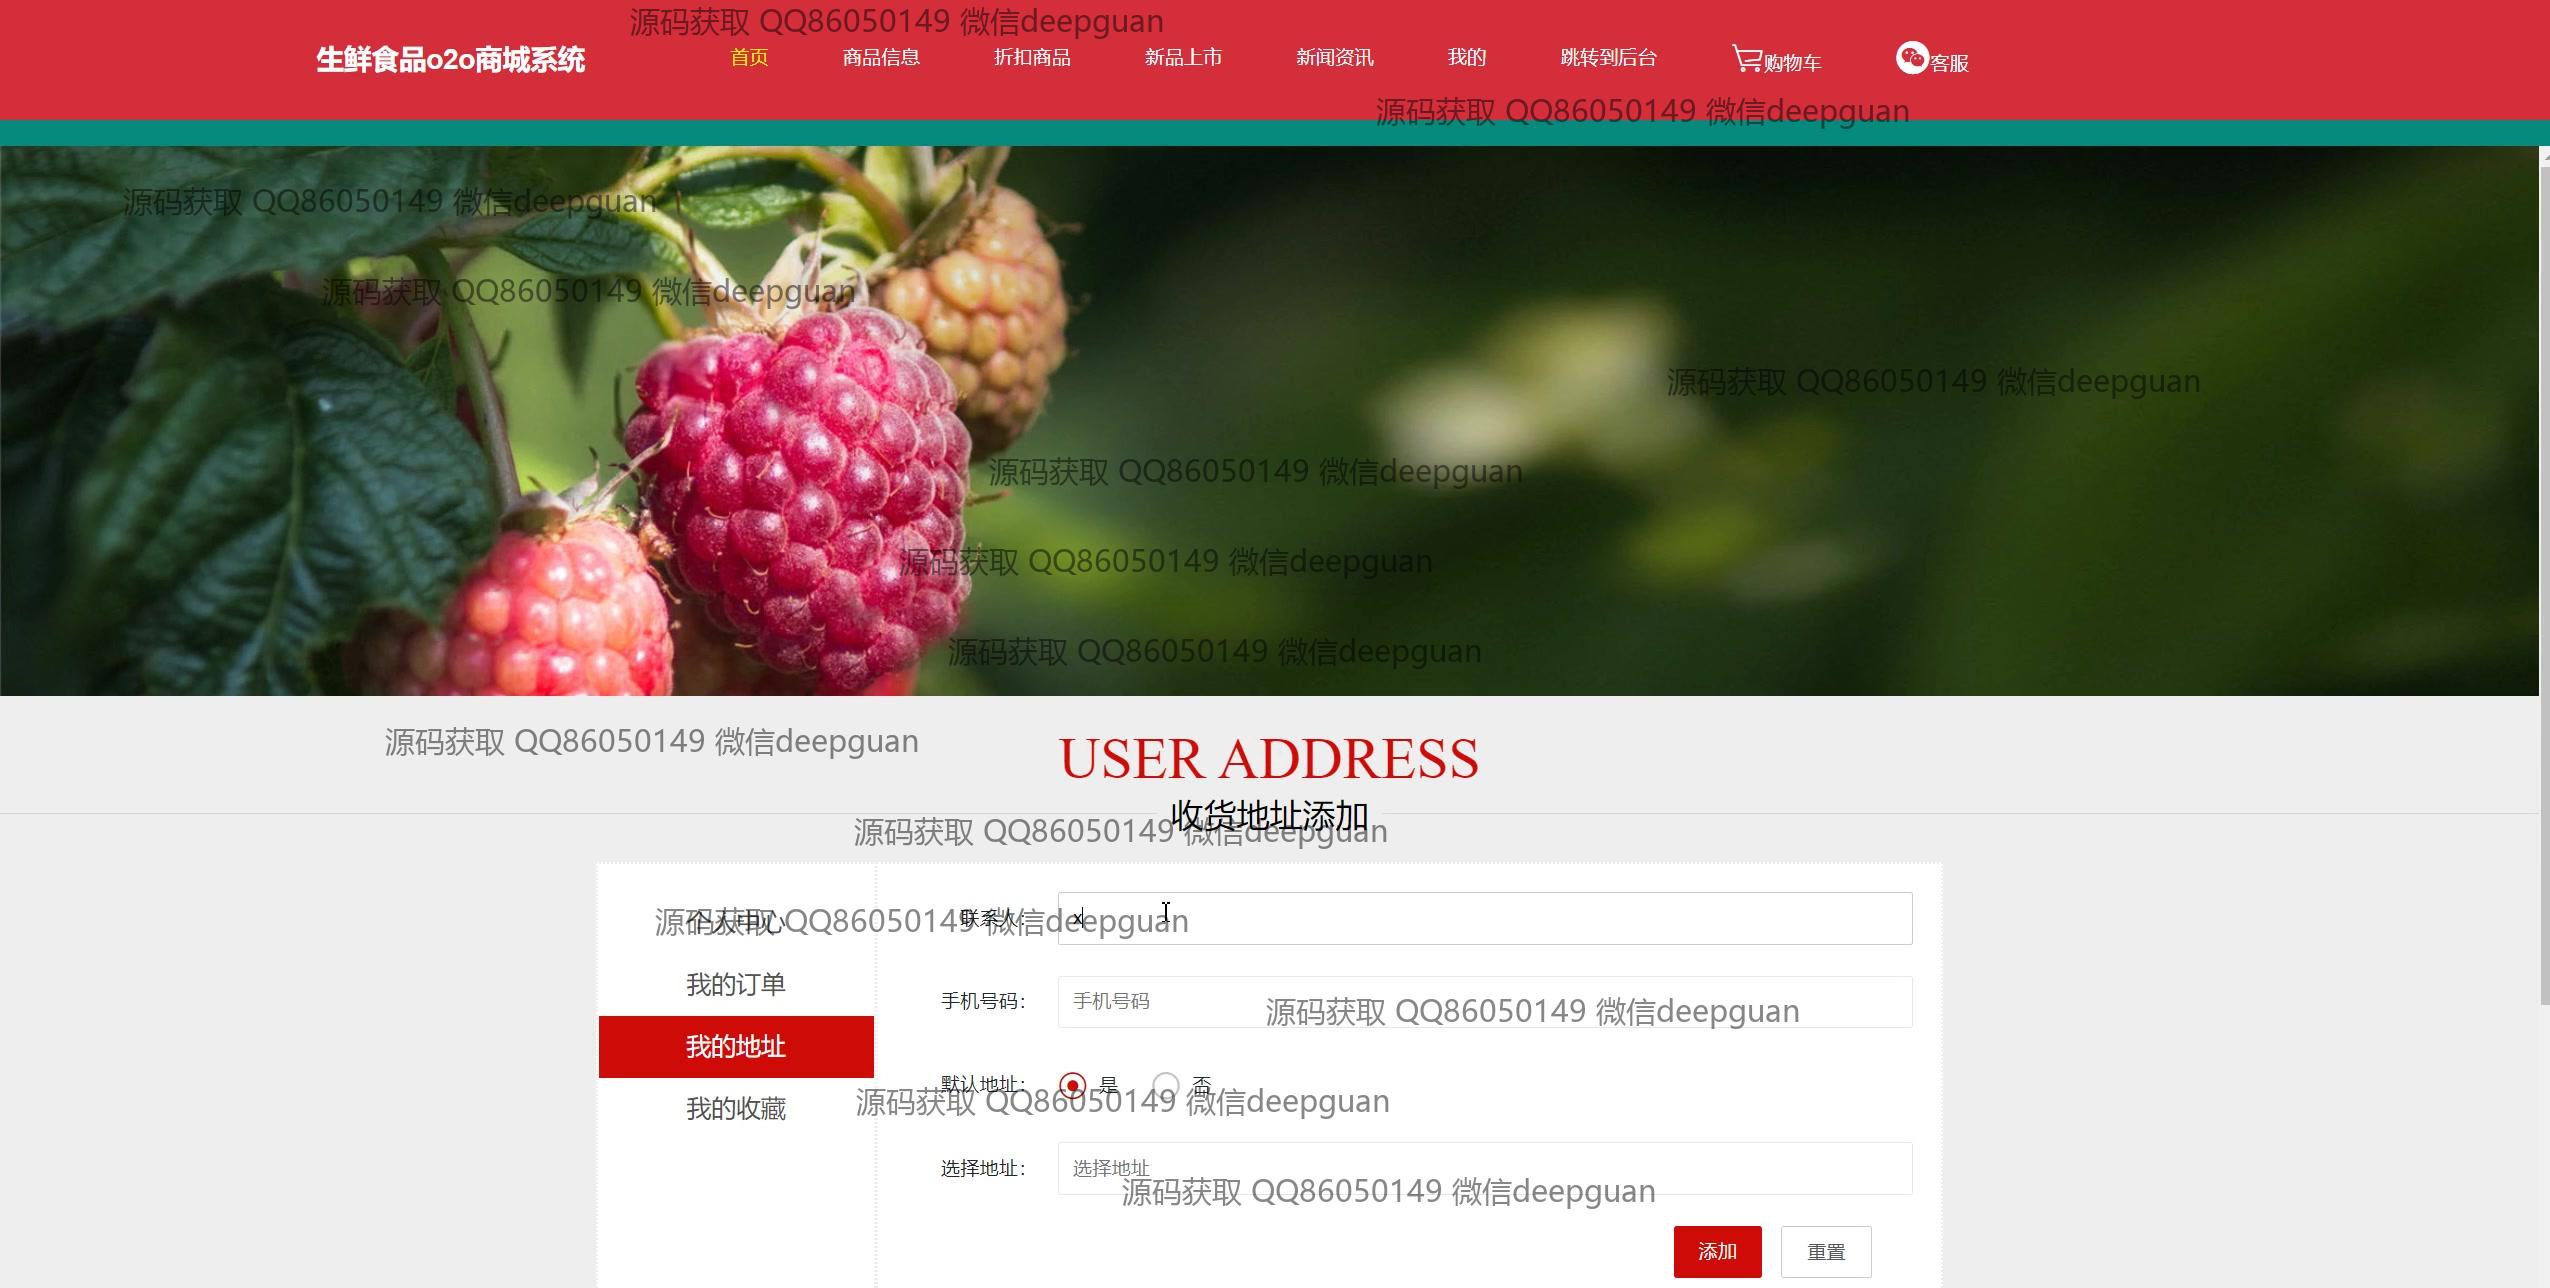 源码获取 QQ86050149 微信deepguan
生鲜食品o2o商城系统
首页 商品信息 折扣商品 新品上市 新闻资讯 我的 跳转到后台 购物车 客服
源码获取 QQ86050149 微信deepguan
源码获取 QQ86050149 微信deepguan
源码获取 QQ86050149 微信deepguan
源码获取 QQ86050149 微信deepguan
源码获取 QQ86050149 微信deepguan
源码获取 QQ86050149 微信deepguan
源码获取 QQ86050149 微信deepguan
源码获取 QQ86050149 微信deepguan
USER ADDRESS
收货地址添加
源码获取 QQ86050149 微信deepguan
个人中心
联系人： x
源码获取 QQ86050149 微信deepguan
我的订单
手机号码： 手机号码
源码获取 QQ86050149 微信deepguan
我的地址
默认地址： 是 否
源码获取 QQ86050149 微信deepguan
我的收藏
选择地址： 选择地址
源码获取 QQ86050149 微信deepguan
添加 重置